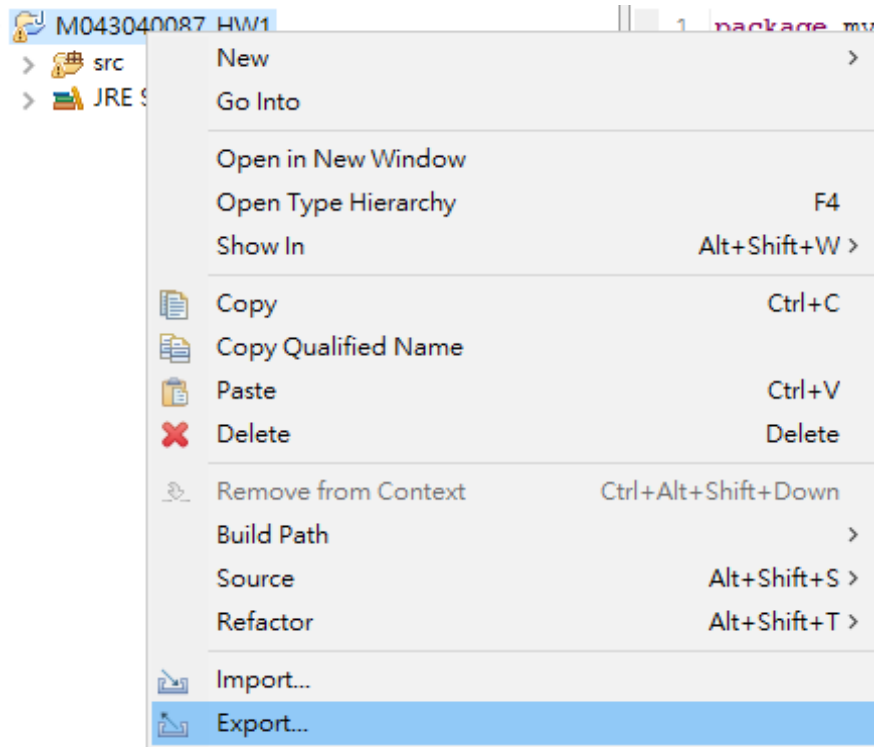 M043040087_HW1
1 package my
src
New
JRE S
Go Into
Open in New Window
Open Type Hierarchy F4
Show In Alt+Shift+W >
Copy Ctrl+C
Copy Qualified Name
Paste Ctrl+V
Delete Delete
Remove from Context Ctrl+Alt+Shift+Down
Build Path >
Source Alt+Shift+S >
Refactor Alt+Shift+T >
Import...
Export...